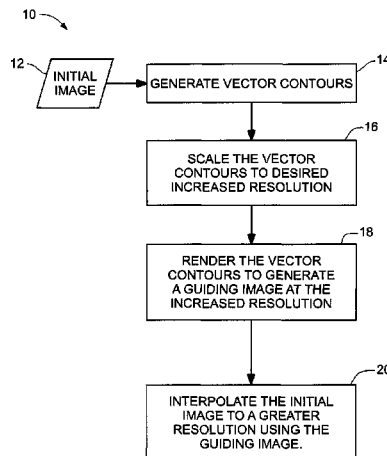 10
12
INITIAL
IMAGE
GENERATE VECTOR CONTOURS
14
16
SCALE THE VECTOR
CONTOURS TO DESIRED
INCREASED RESOLUTION
18
RENDER THE VECTOR
CONTOURS TO GENERATE
A GUIDING IMAGE AT THE
INCREASED RESOLUTION
20
INTERPOLATE THE INITIAL
IMAGE TO A GREATER
RESOLUTION USING THE
GUIDING IMAGE.